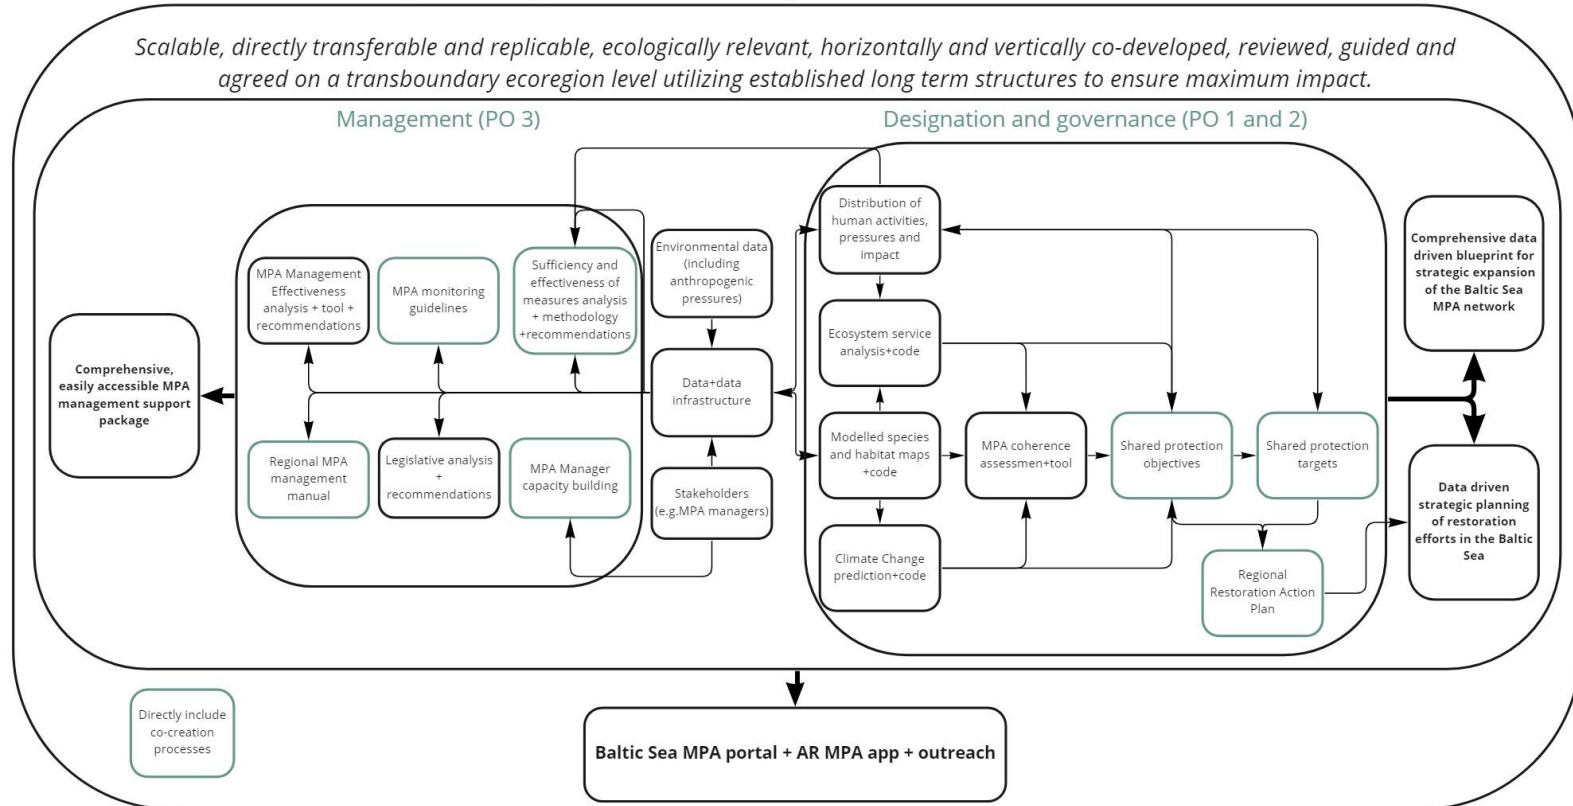 Scalable, directly transferable and replicable, ecologically relevant, horizontally and vertically co-developed, reviewed, guided and
agreed on a transboundary ecoregion level utilizing established long term structures to ensure maximum impact.
Management (PO 3)
Designation and governance (PO 1 and 2)
Comprehensive,
easily accessible MPA
management support
package
MPA Management
Effectiveness
analysis + tool +
recommendations
MPA monitoring
guidelines
Sufficiency and
effectiveness of
measures analysis
+ methodology
+recommendations
Regional MPA
management
manual
Legislative analysis
+
recommendations
MPA Manager
capacity building
Environmental data
(including
anthropogenic
pressures)
Data+data
infrastructure
Stakeholders
(e.g.MPA managers)
Distribution of
human activities,
pressures and
impact
Ecosystem service
analysis+code
Modelled species
and habitat maps
+code
Climate Change
prediction+code
MPA coherence
assessmen+tool
Shared protection
objectives
Shared protection
targets
Regional
Restoration Action
Plan
Comprehensive data
driven blueprint for
strategic expansion
of the Baltic Sea
MPA network
Data driven
strategic planning
of restoration
efforts in the Baltic
Sea
Directly include
co-creation
processes
Baltic Sea MPA portal + AR MPA app + outreach